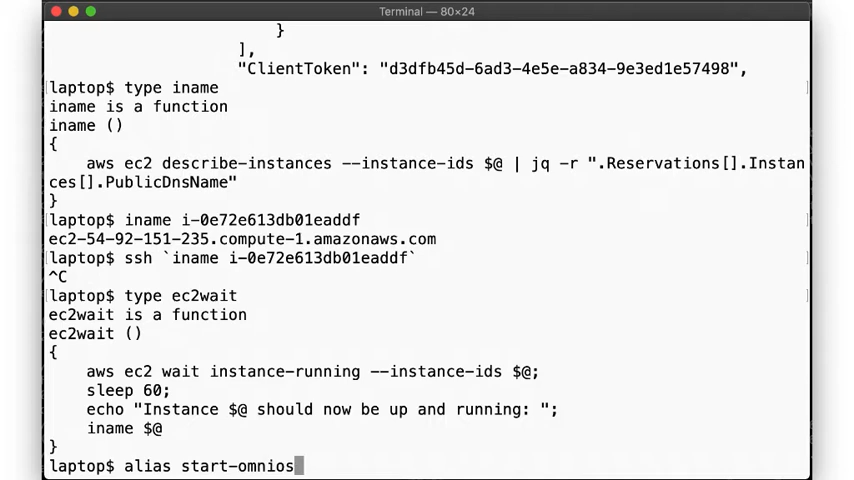 Terminal — 80×24
}
],
"ClientToken": "d3dfb45d-6ad3-4e5e-a834-9e3ed1e57498",
laptop$ type iname
iname is a function
iname ()
{
    aws ec2 describe-instances --instance-ids $@ | jq -r ".Reservations[].Instan
ces[].PublicDnsName"
}
laptop$ iname i-0e72e613db01eaddf
ec2-54-92-151-235.compute-1.amazonaws.com
laptop$ ssh `iname i-0e72e613db01eaddf`
^C
laptop$ type ec2wait
ec2wait is a function
ec2wait ()
{
    aws ec2 wait instance-running --instance-ids $@;
    sleep 60;
    echo "Instance $@ should now be up and running: ";
    iname $@
}
laptop$ alias start-omnios